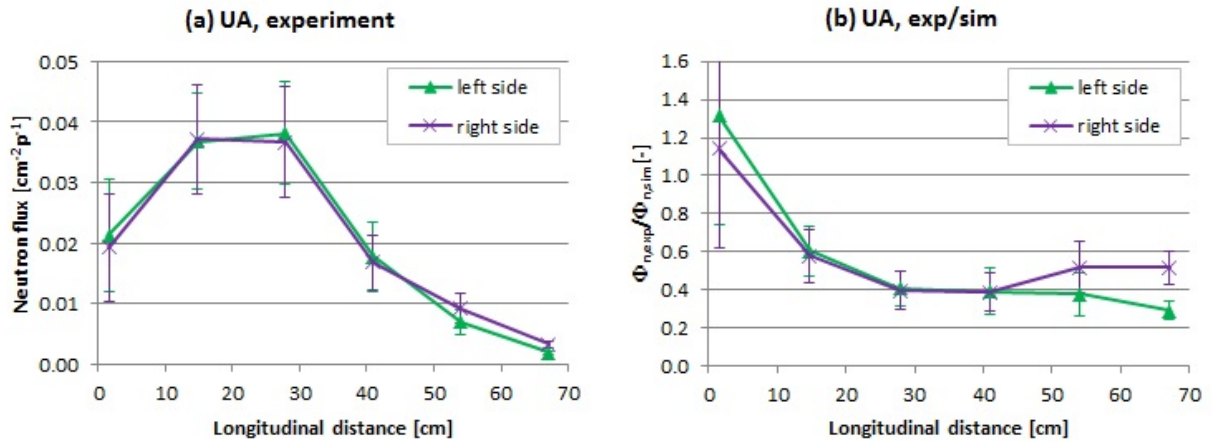 (a) UA, experiment
Neutron flux [cm⁻²p⁻¹]
0.05
0.04
0.03
0.02
0.01
0.00
left side
right side
0 10 20 30 40 50 60 70
Longitudinal distance [cm]
(b) UA, exp/sim
Φn,exp/Φn,sim [-]
1.6
1.4
1.2
1.0
0.8
0.6
0.4
0.2
0.0
left side
right side
0 10 20 30 40 50 60 70
Longitudinal distance [cm]